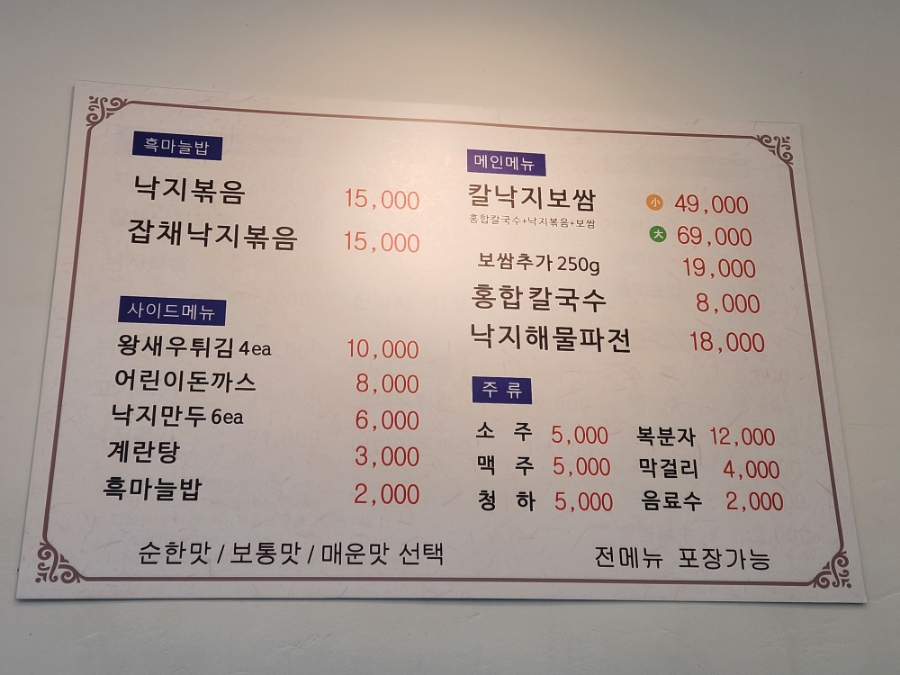 흑마늘밥
낙지볶음 15,000
잡채낙지볶음 15,000
사이드메뉴
왕새우튀김 4ea 10,000
어린이돈까스 8,000
낙지만두 6ea 6,000
계란탕 3,000
흑마늘밥 2,000
메인메뉴
칼낙지보쌈 小 49,000
홍합칼국수+낙지볶음+보쌈
大 69,000
보쌈추가 250g 19,000
홍합칼국수 8,000
낙지해물파전 18,000
주 류
소 주 5,000 복분자 12,000
맥 주 5,000 막걸리 4,000
청 하 5,000 음료수 2,000
순한맛 / 보통맛 / 매운맛 선택
전메뉴 포장가능